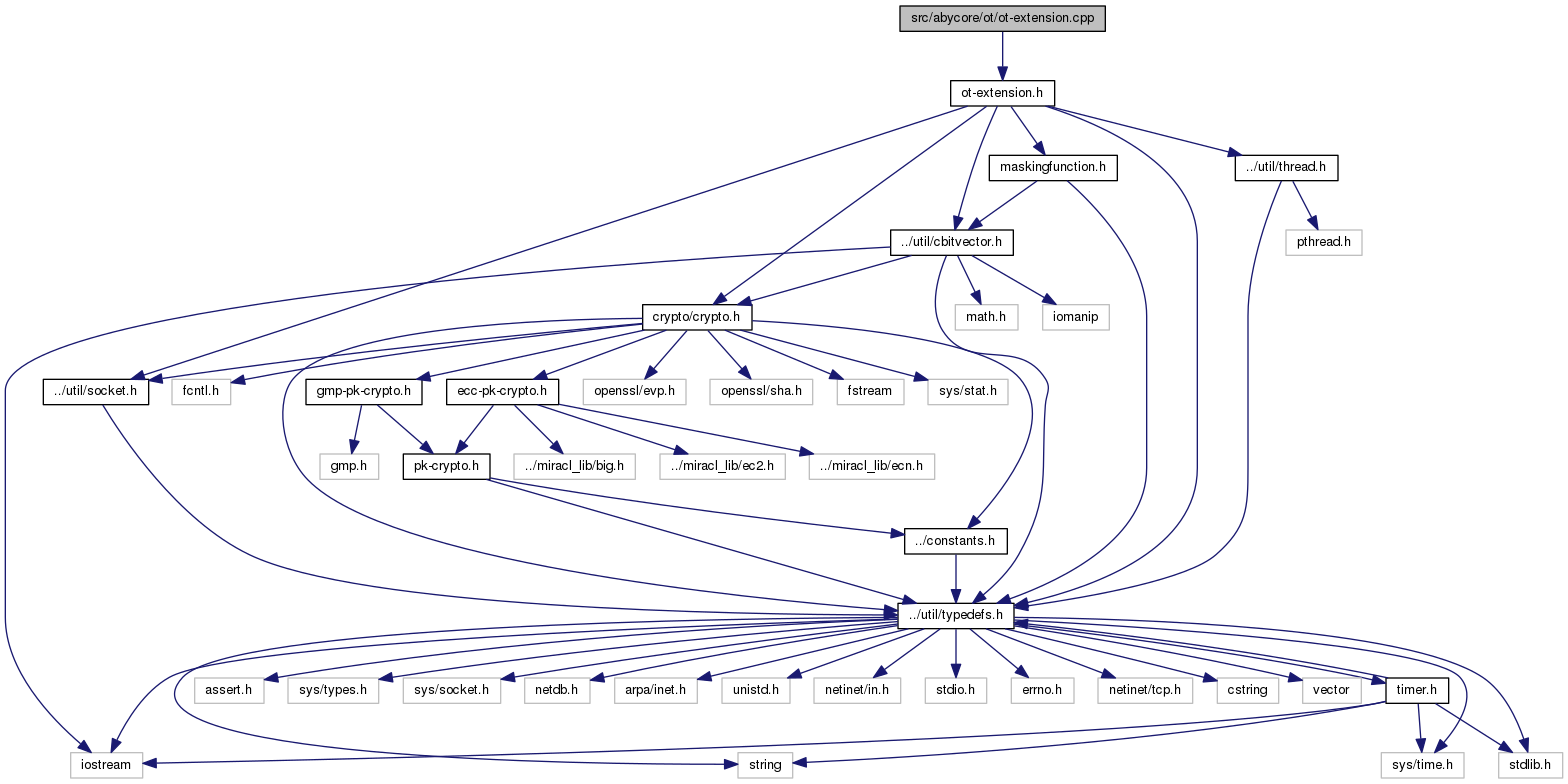 src/abycore/ot/ot-extension.cpp
ot-extension.h
maskingfunction.h
../util/thread.h
../util/cbitvector.h
pthread.h
crypto/crypto.h
math.h
iomanip
../util/socket.h
fcntl.h
gmp-pk-crypto.h
ecc-pk-crypto.h
openssl/evp.h
openssl/sha.h
fstream
sys/stat.h
gmp.h
pk-crypto.h
../miracl_lib/big.h
../miracl_lib/ec2.h
../miracl_lib/ecn.h
../constants.h
../util/typedefs.h
assert.h
sys/types.h
sys/socket.h
netdb.h
arpa/inet.h
unistd.h
netinet/in.h
stdio.h
errno.h
netinet/tcp.h
cstring
vector
timer.h
iostream
string
sys/time.h
stdlib.h